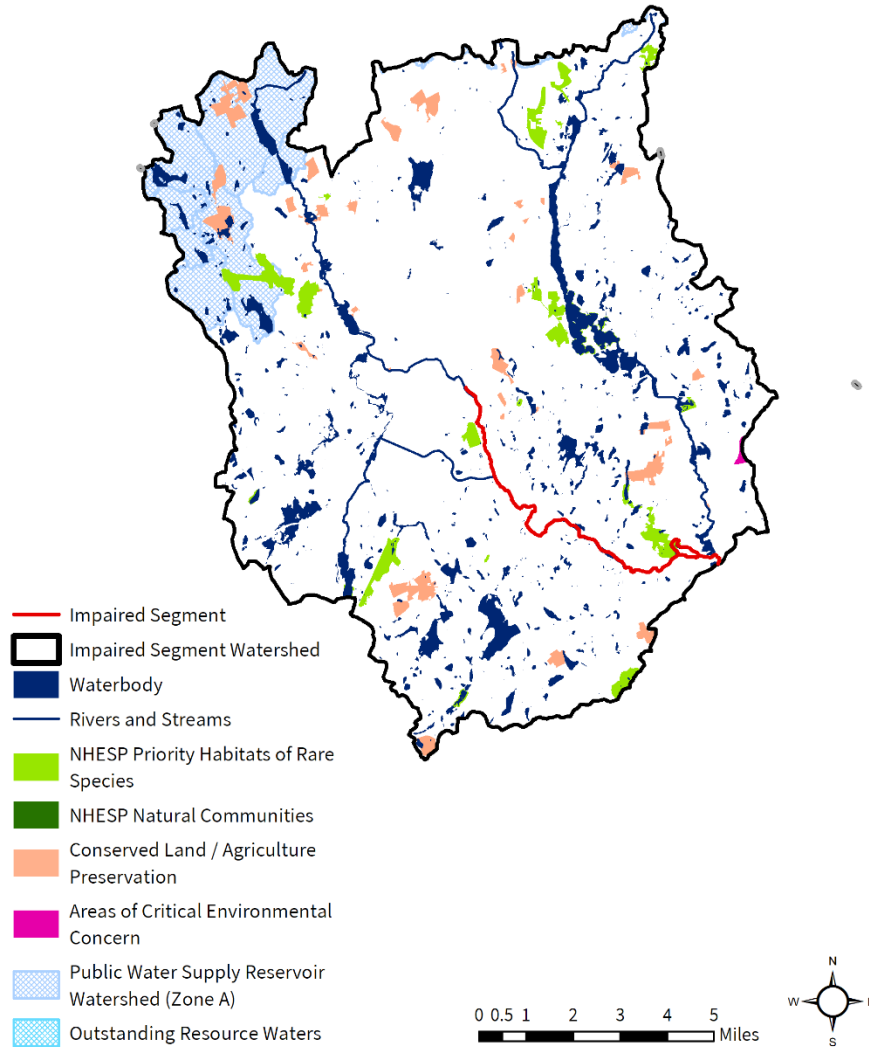 Impaired Segment
Impaired Segment Watershed
Waterbody
Rivers and Streams
NHESP Priority Habitats of Rare
Species
NHESP Natural Communities
Conserved Land / Agriculture
Preservation
Areas of Critical Environmental
Concern
Public Water Supply Reservoir
Watershed (Zone A)
Outstanding Resource Waters
0 0.5 1 2 3 4 5
Miles
N
W E
S